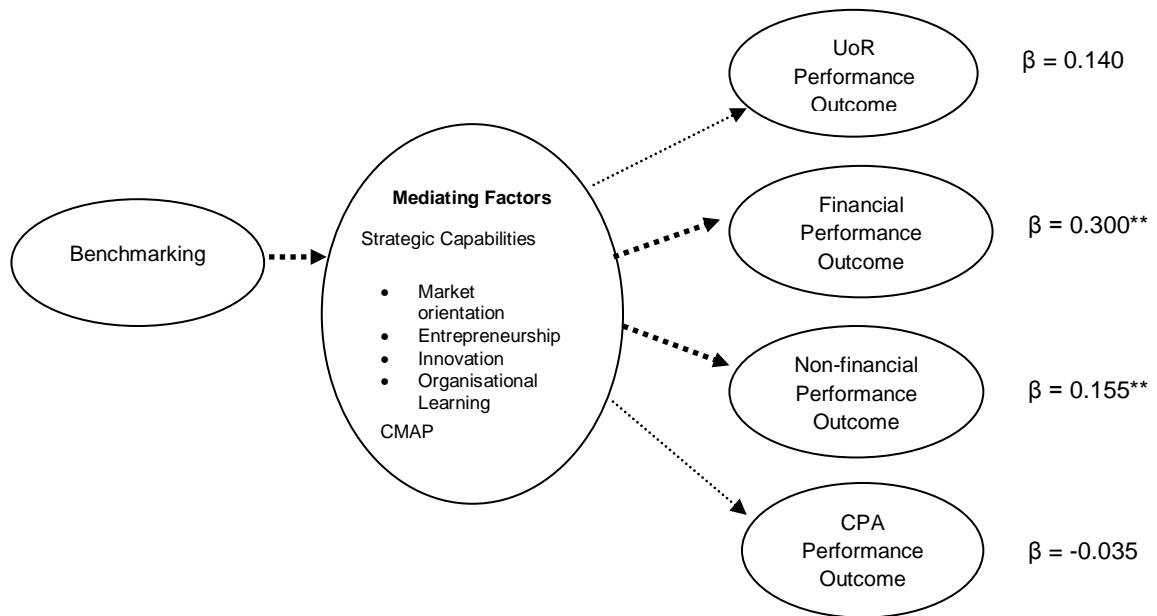 UoR
Performance
Outcome
β = 0.140
Mediating Factors
Strategic Capabilities
• Market
orientation
• Entrepreneurship
• Innovation
• Organisational
Learning
CMAP
Benchmarking
Financial
Performance
Outcome
β = 0.300**
Non-financial
Performance
Outcome
β = 0.155**
CPA
Performance
Outcome
β = -0.035